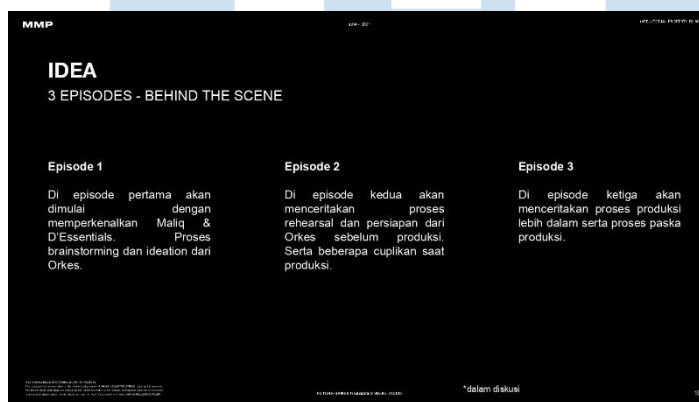 MMP
IDEA
3 EPISODES - BEHIND THE SCENE
Episode 1
Di episode pertama akan
dimulai dengan
memperkenalkan Maliq &
D'Essentials. Proses
brainstorming dan ideation dari
Orkes.
Episode 2
Di episode kedua akan
menceritakan proses
rehearsal dan persiapan dari
Orkes sebelum produksi.
Serta beberapa cuplikan saat
produksi.
Episode 3
Di episode ketiga akan
menceritakan proses produksi
lebih dalam serta proses paska
produksi.
*dalam diskusi